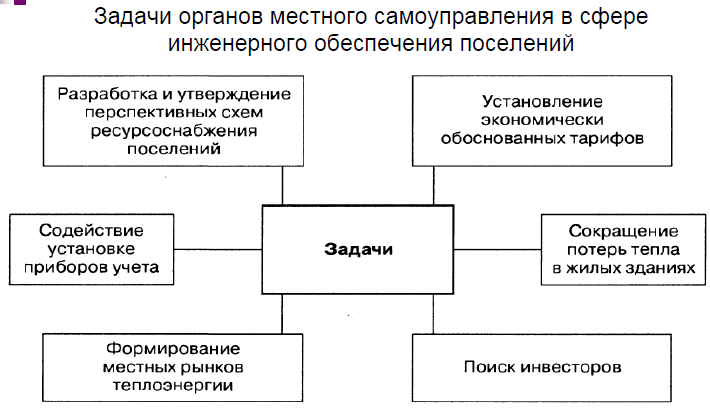 Задачи органов местного самоуправления в сфере
инженерного обеспечения поселений
Разработка и утверждение
перспективных схем
ресурсоснабжения
поселений
Установление
экономически
обоснованных тарифов
Содействие
установке
приборов учета
Задачи
Сокращение
потерь тепла
в жилых зданиях
Формирование
местных рынков
теплоэнергии
Поиск инвесторов